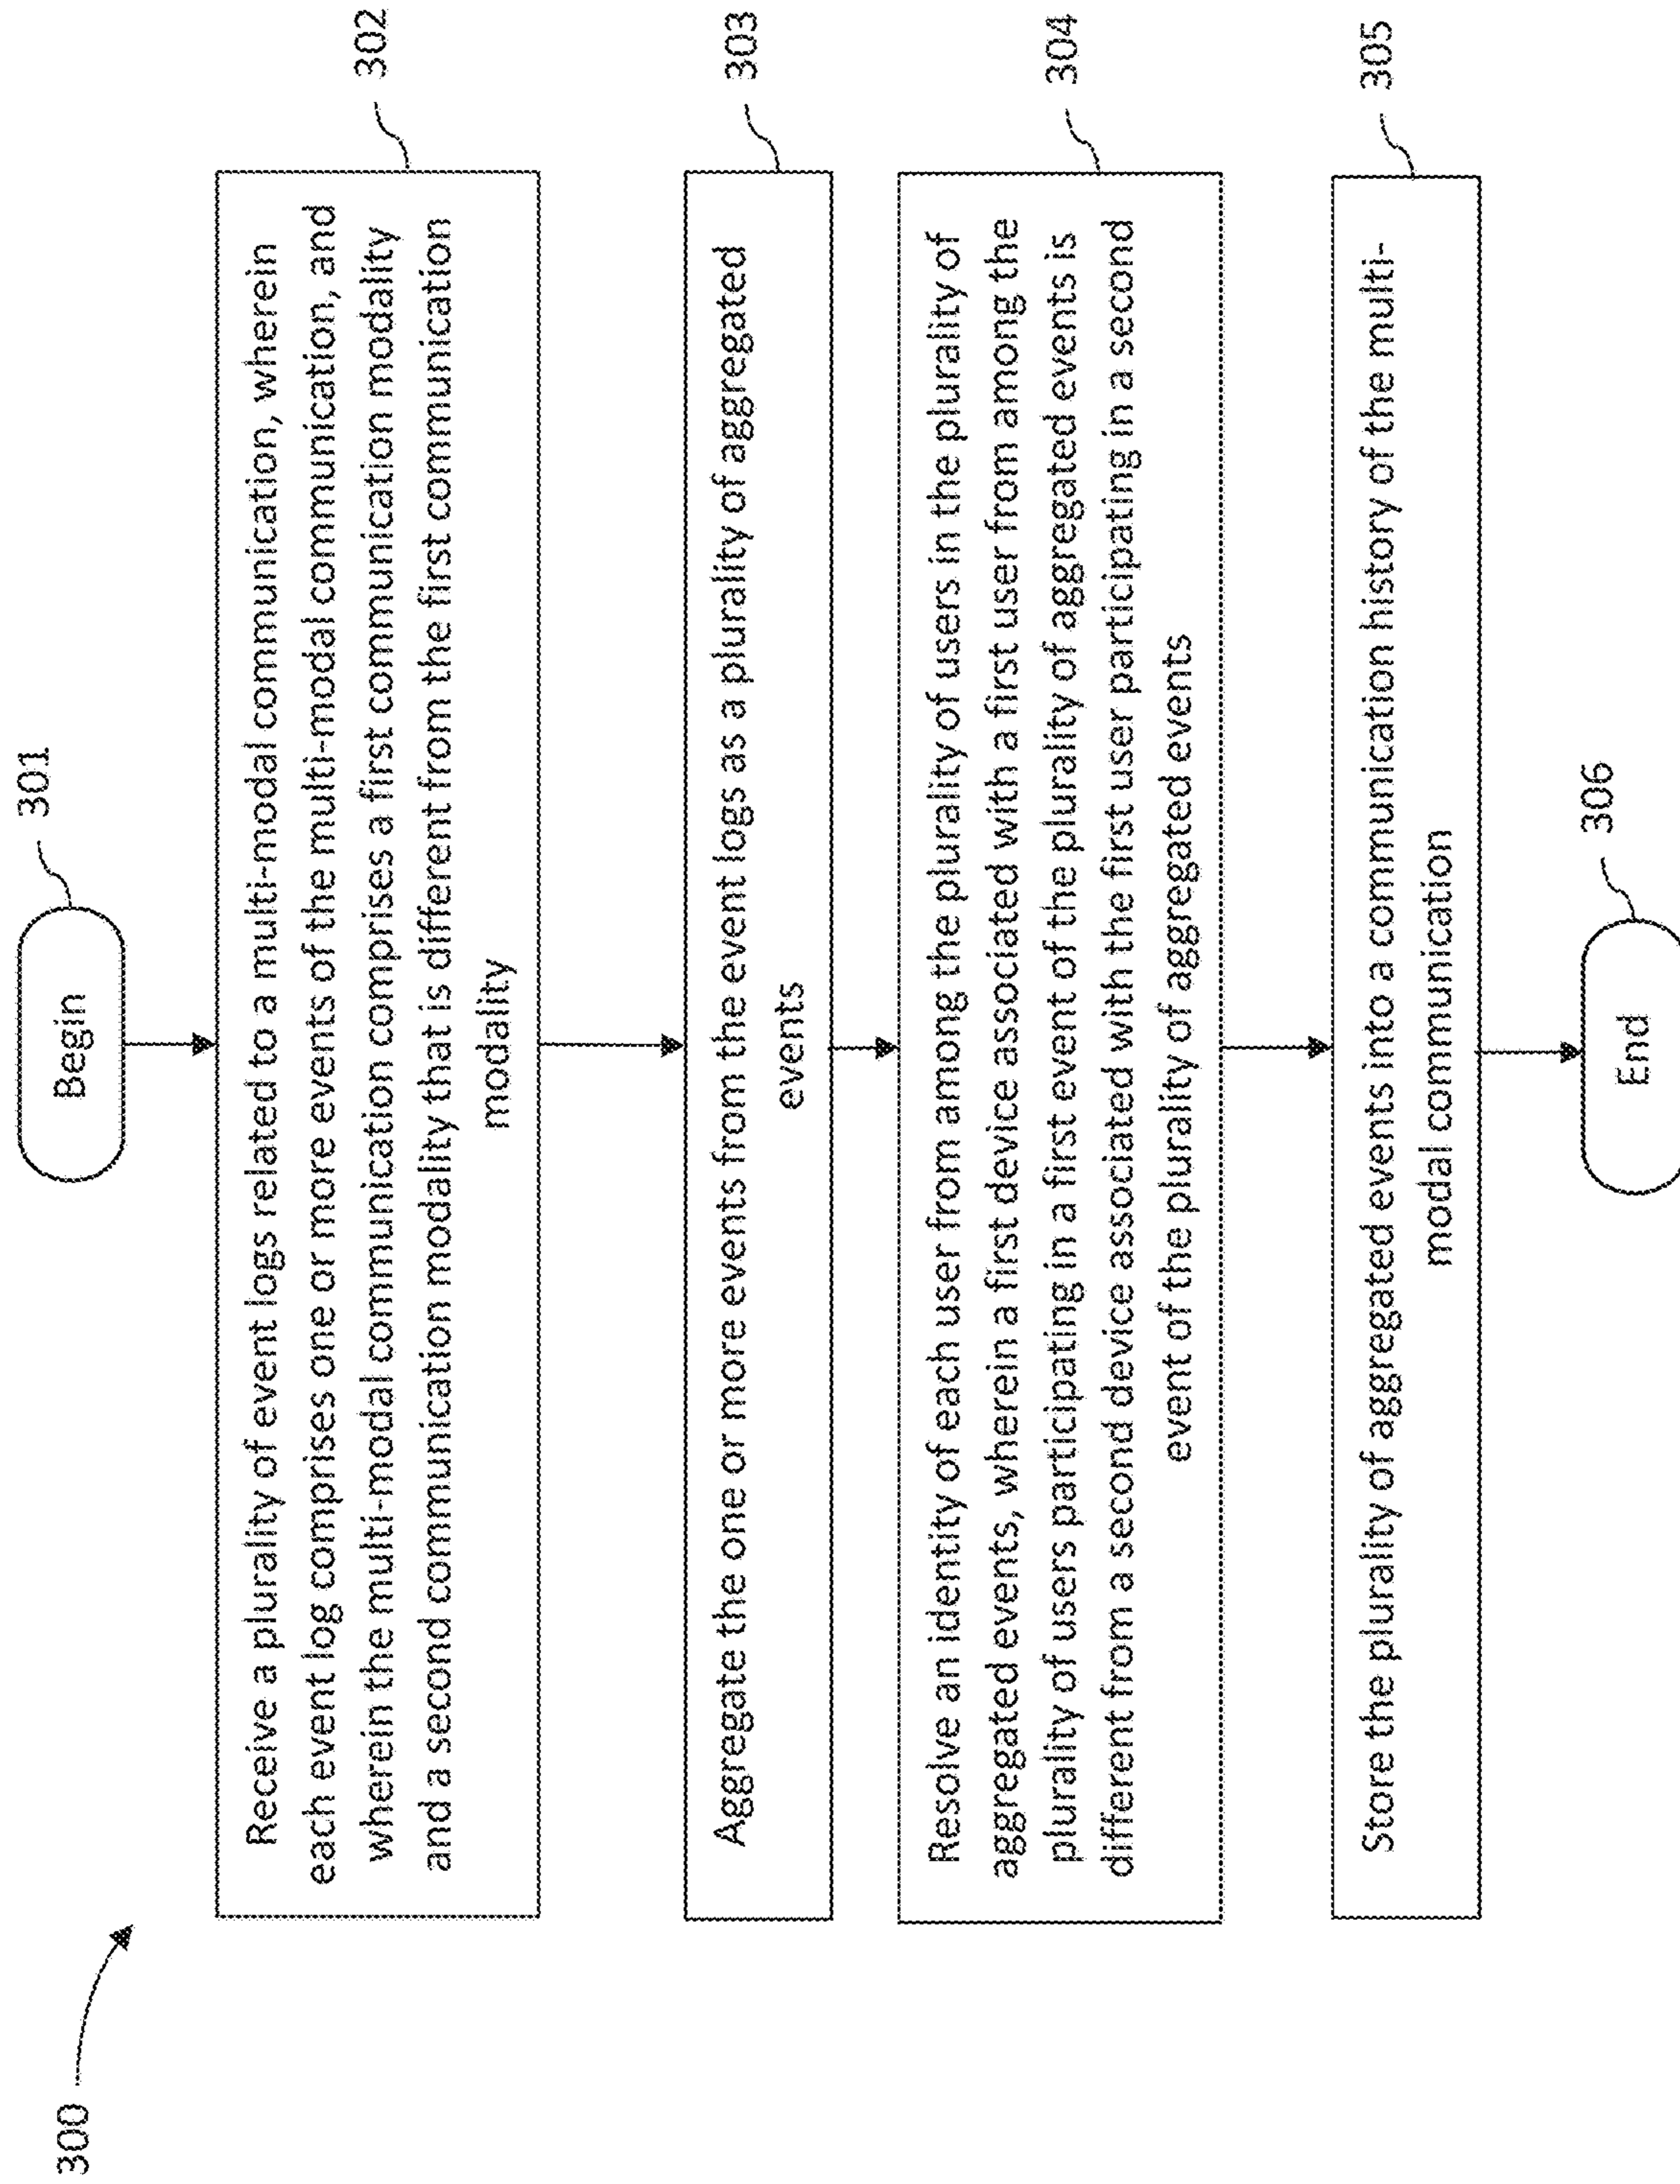 300
Begin
301
Receive a plurality of event logs related to a multi-modal communication, wherein
each event log comprises one or more events of the multi-modal communication, and
wherein the multi-modal communication comprises a first communication modality
and a second communication modality that is different from the first communication
modality
302
Aggregate the one or more events from the event logs as a plurality of aggregated
events
303
Resolve an identity of each user from among the plurality of users in the plurality of
aggregated events, wherein a first device associated with a first user from among the
plurality of users participating in a first event of the plurality of aggregated events is
different from a second device associated with the first user participating in a second
event of the plurality of aggregated events
304
Store the plurality of aggregated events into a communication history of the multi-
modal communication
305
End
306